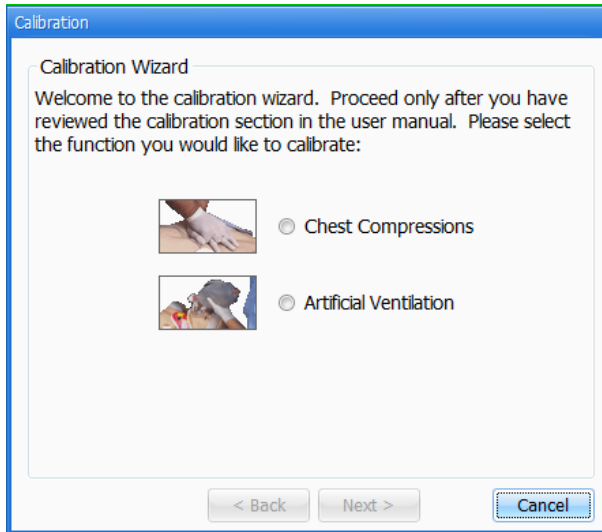 Calibration
Calibration Wizard
Welcome to the calibration wizard. Proceed only after you have
reviewed the calibration section in the user manual. Please select
the function you would like to calibrate:
Chest Compressions
Artificial Ventilation
< Back
Next >
Cancel